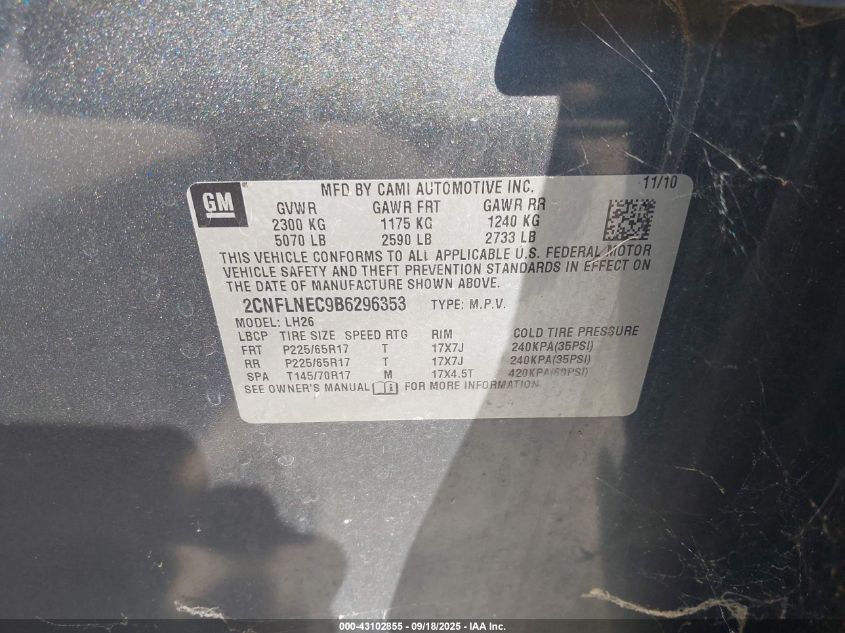 GM
MFD BY CAMI AUTOMOTIVE INC.
11/10
GVWR GAWR FRT GAWR RR
2300 KG 1175 KG 1240 KG
5070 LB 2590 LB 2733 LB
THIS VEHICLE CONFORMS TO ALL APPLICABLE U.S. FEDERAL MOTOR
VEHICLE SAFETY AND THEFT PREVENTION STANDARDS IN EFFECT ON
THE DATE OF MANUFACTURE SHOWN ABOVE.
2CNFLNEC9B6296353 TYPE: M.P.V.
MODEL: LH26
LBCP TIRE SIZE SPEED RTG RIM COLD TIRE PRESSURE
FRT P225/65R17 T 17X7J 240KPA(35PSI)
RR P225/65R17 T 17X7J 240KPA(35PSI)
SPA T145/70R17 M 17X4.5T 420KPA(60PSI)
SEE OWNER'S MANUAL FOR MORE INFORMATION
000-43102855 - 09/18/2025 - IAA Inc.